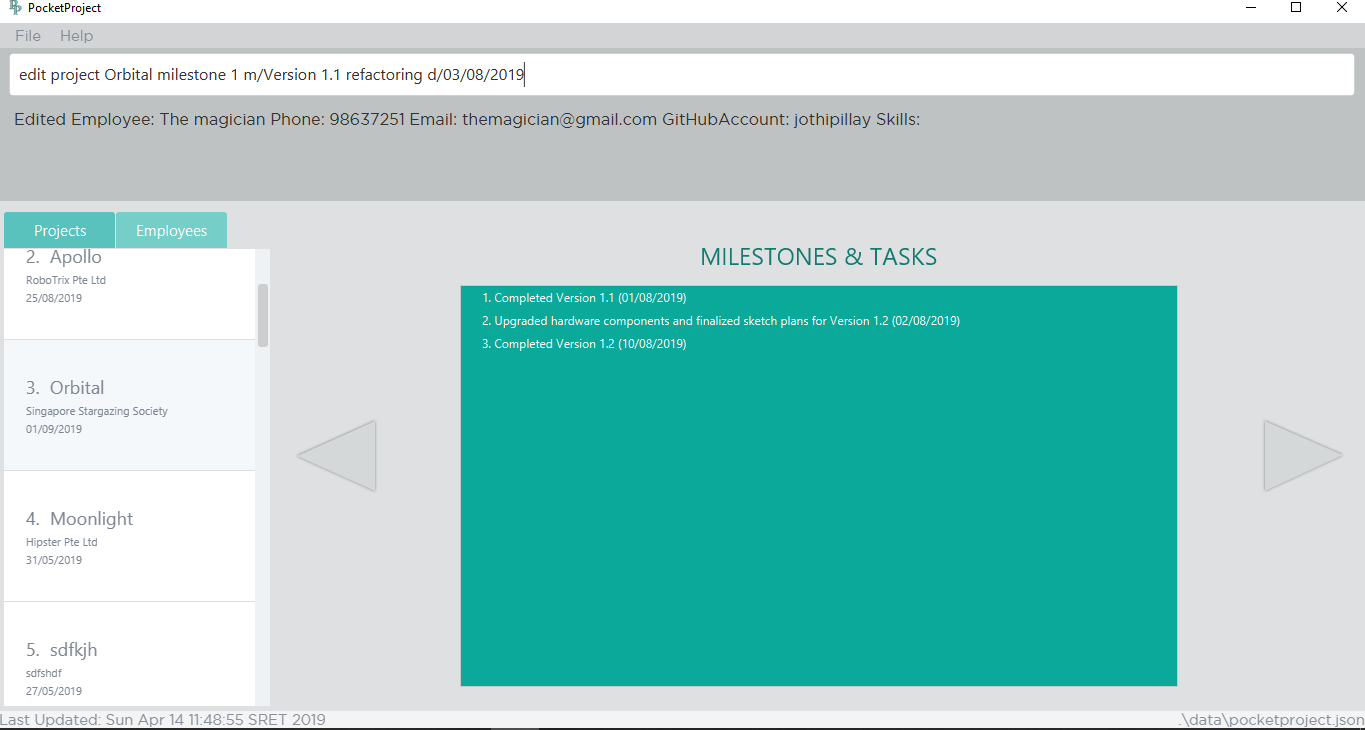 PocketProject
File Help
edit project Orbital milestone 1 m/Version 1.1 refactoring d/03/08/2019
Edited Employee: The magician Phone: 98637251 Email: themagician@gmail.com GitHubAccount: jothipillay Skills:
Projects Employees
2. Apollo
RoboTrix Pte Ltd
25/08/2019
3. Orbital
Singapore Stargazing Society
01/09/2019
4. Moonlight
Hipster Pte Ltd
31/05/2019
5. sdfkjh
sdfshdf
27/05/2019
MILESTONES & TASKS
1. Completed Version 1.1 (01/08/2019)
2. Upgraded hardware components and finalized sketch plans for Version 1.2 (02/08/2019)
3. Completed Version 1.2 (10/08/2019)
Last Updated: Sun Apr 14 11:48:55 SRET 2019
.\data\pocketproject.json